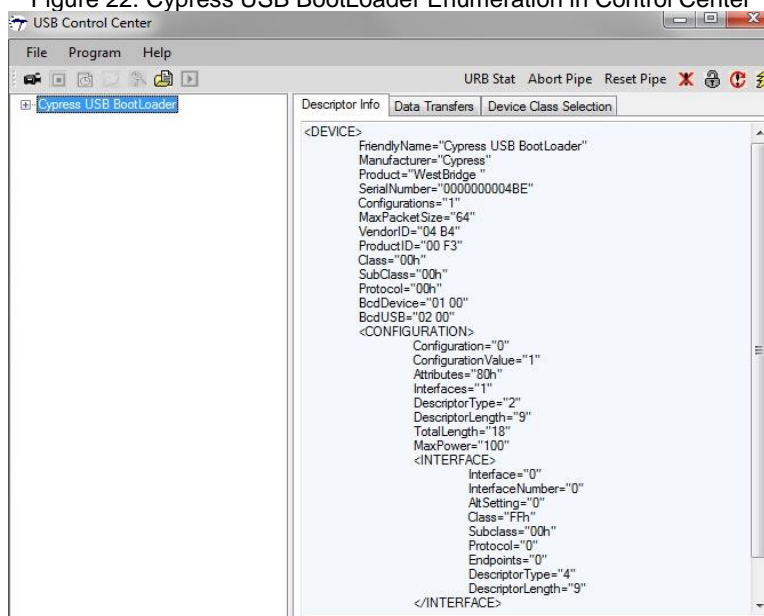 Figure 22. Cypress USB BootLoader Enumeration in Control Center
USB Control Center
File Program Help
URB Stat Abort Pipe Reset Pipe
Cypress USB BootLoader
Descriptor Info Data Transfers Device Class Selection
<DEVICE>
FriendlyName="Cypress USB BootLoader"
Manufacturer="Cypress"
Product="WestBridge "
SerialNumber="0000000004BE"
Configurations="1"
MaxPacketSize="64"
VendorID="04 B4"
ProductID="00 F3"
Class="00h"
SubClass="00h"
Protocol="00h"
BcdDevice="01 00"
BcdUSB="02 00"
<CONFIGURATION>
Configuration="0"
ConfigurationValue="1"
Attributes="80h"
Interfaces="1"
DescriptorType="2"
DescriptorLength="9"
TotalLength="18"
MaxPower="100"
<INTERFACE>
Interface="0"
InterfaceNumber="0"
AltSetting="0"
Class="FFh"
Subclass="00h"
Protocol="0"
Endpoints="0"
DescriptorType="4"
DescriptorLength="9"
</INTERFACE>